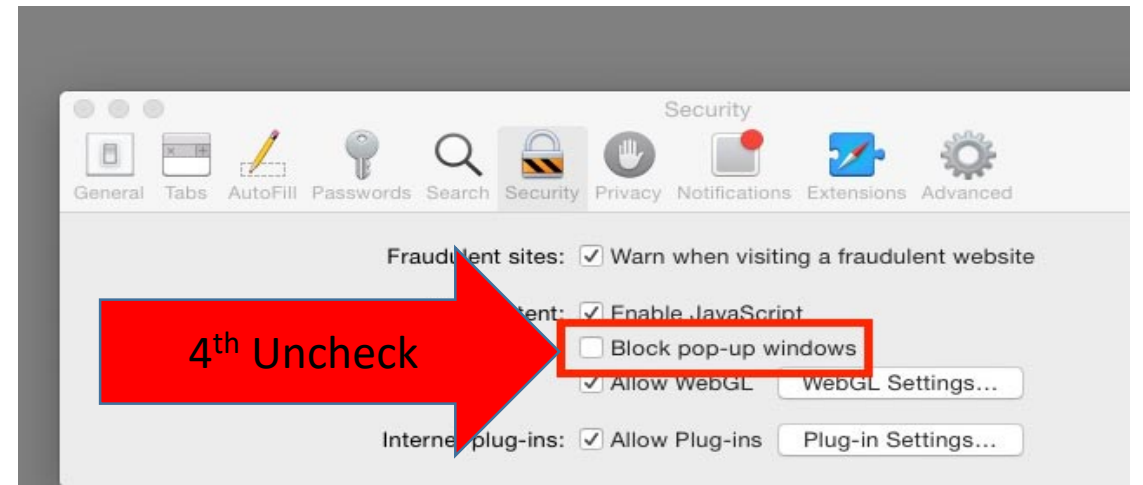 Security
General Tabs AutoFill Passwords Search Security Privacy Notifications Extensions Advanced
Fraudulent sites: Warn when visiting a fraudulent website
Enable JavaScript
4th Uncheck
Block pop-up windows
Allow WebGL WebGL Settings...
Internet plug-ins: Allow Plug-ins Plug-in Settings...